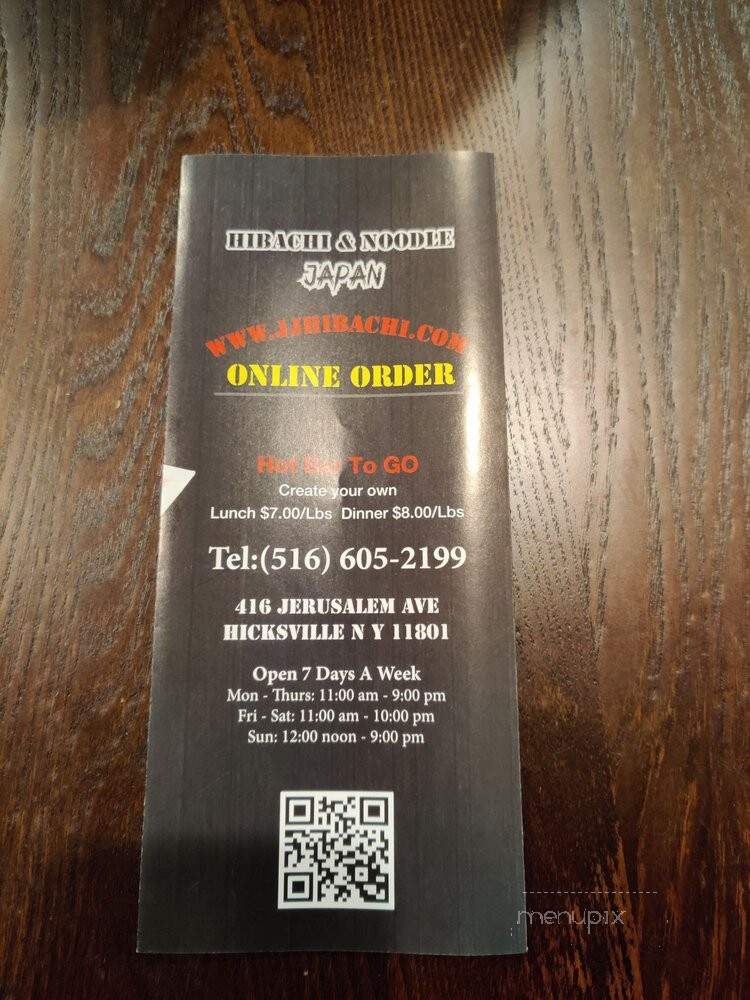 HIBACHI & NOODLE
JAPAN
WWW.JJHIBACHI.COM
ONLINE ORDER
Hot Bar To GO
Create your own
Lunch $7.00/Lbs Dinner $8.00/Lbs
Tel:(516) 605-2199
416 JERUSALEM AVE
HICKSVILLE N Y 11801
Open 7 Days A Week
Mon - Thurs: 11:00 am - 9:00 pm
Fri - Sat: 11:00 am - 10:00 pm
Sun: 12:00 noon - 9:00 pm
menupix